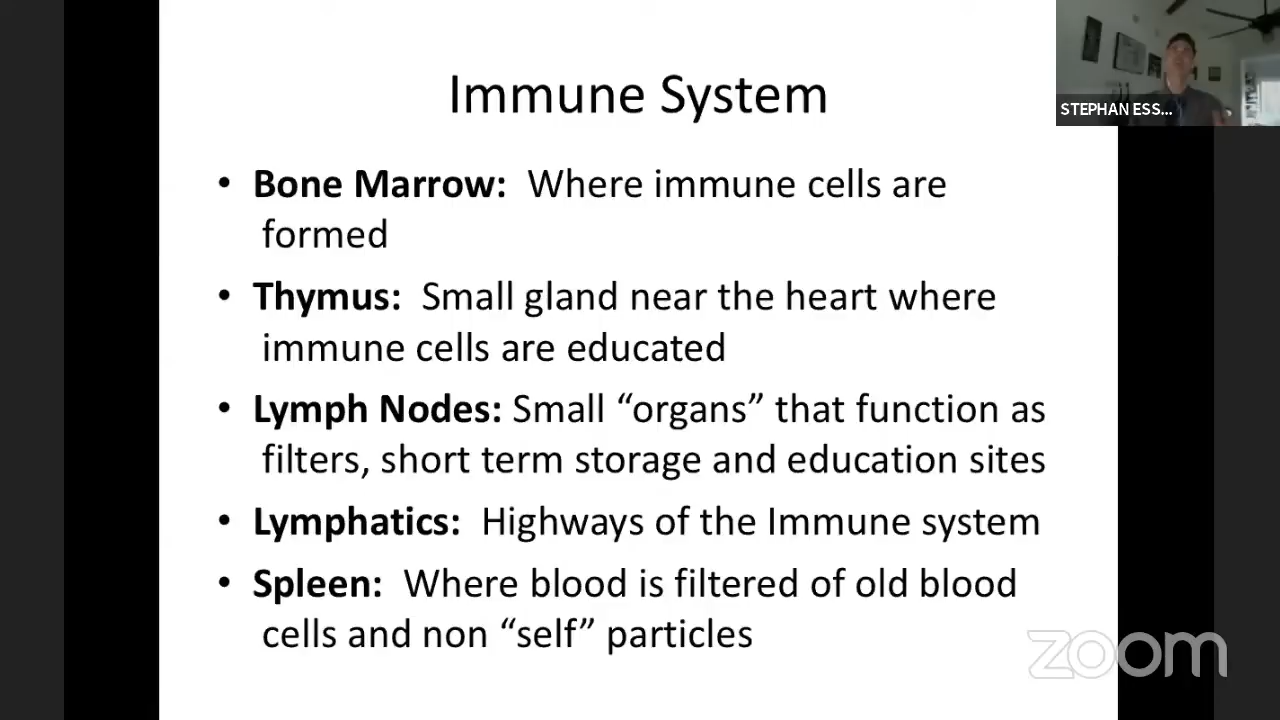 Immune System
STEPHAN ESS...
• Bone Marrow: Where immune cells are
formed
• Thymus: Small gland near the heart where
immune cells are educated
• Lymph Nodes: Small “organs” that function as
filters, short term storage and education sites
• Lymphatics: Highways of the Immune system
• Spleen: Where blood is filtered of old blood
cells and non “self” particles
zoom